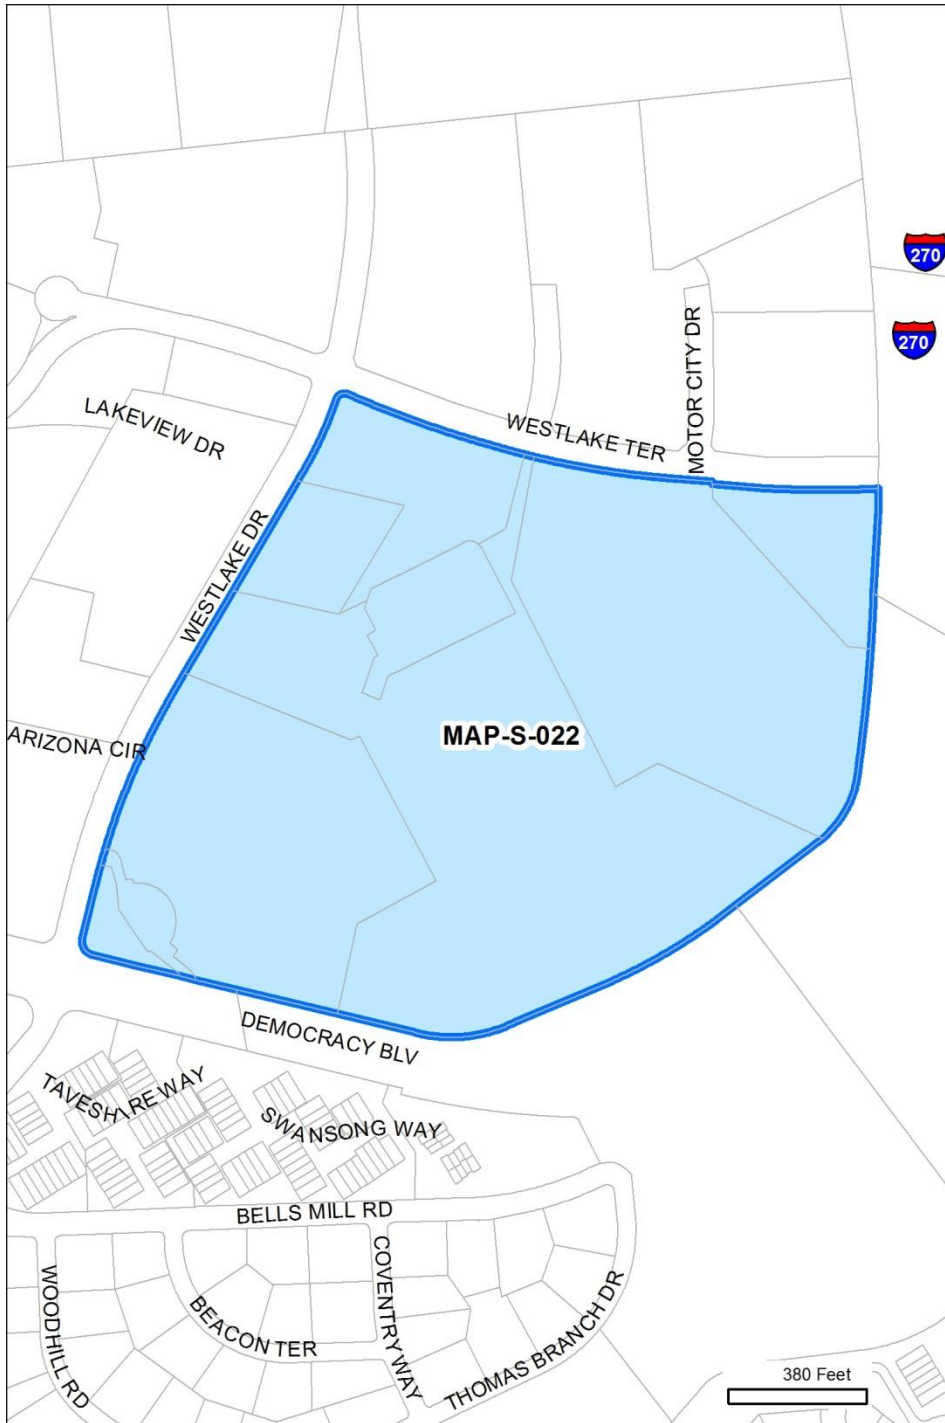 270
270
MOTOR CITY DR
LAKEVIEW DR
WESTLAKE TER
WESTLAKE DR
MAP-S-022
ARIZONA CIR
DEMOCRACY BLV
TAVESHIRE WAY
SWANSONG WAY
BELLS MILL RD
WOODHILL RD
BEACON TER
COVENTRY WAY
THOMAS BRANCH DR
380 Feet